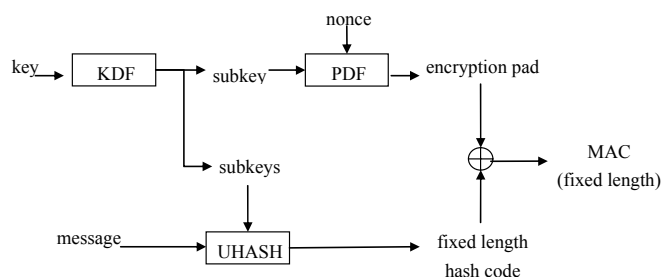 nonce
key
KDF
subkey
PDF
encryption pad
subkeys
MAC
(fixed length)
message
UHASH
fixed length
hash code